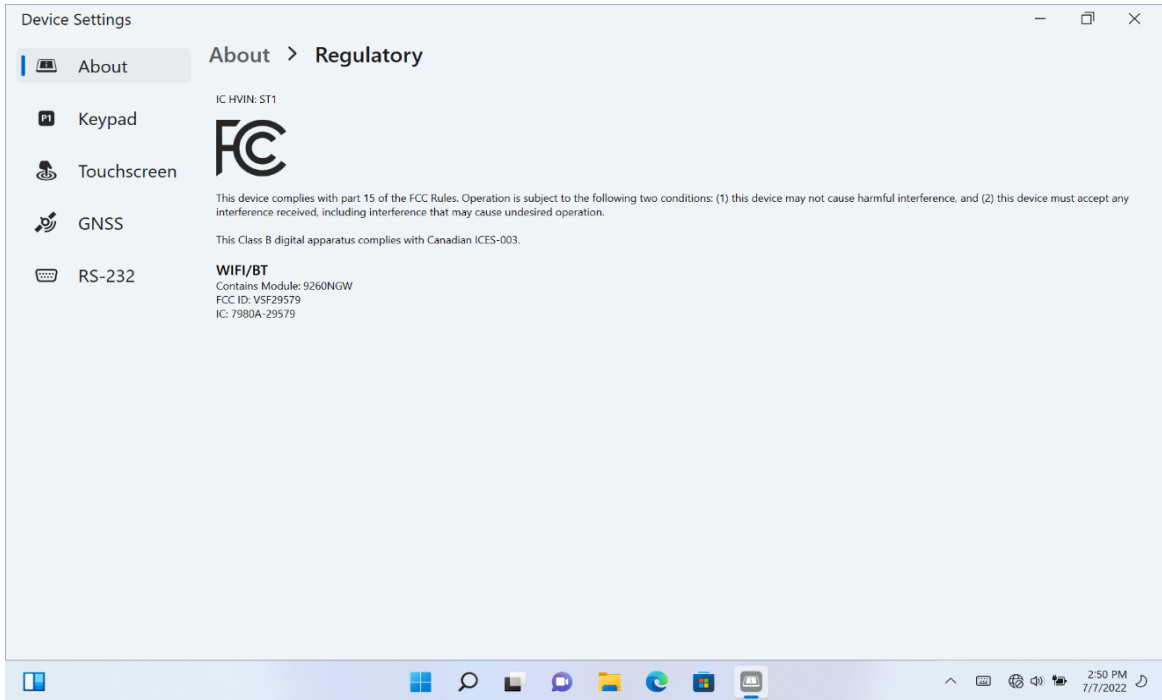 Device Settings
About
Keypad
Touchscreen
GNSS
RS-232
About > Regulatory
IC HVIN: ST1
FC
This device complies with part 15 of the FCC Rules. Operation is subject to the following two conditions: (1) this device may not cause harmful interference, and (2) this device must accept any
interference received, including interference that may cause undesired operation.
This Class B digital apparatus complies with Canadian ICES-003.
WIFI/BT
Contains Module: 9260NGW
FCC ID: VSF29579
IC: 7980A-29579
2:50 PM
7/7/2022